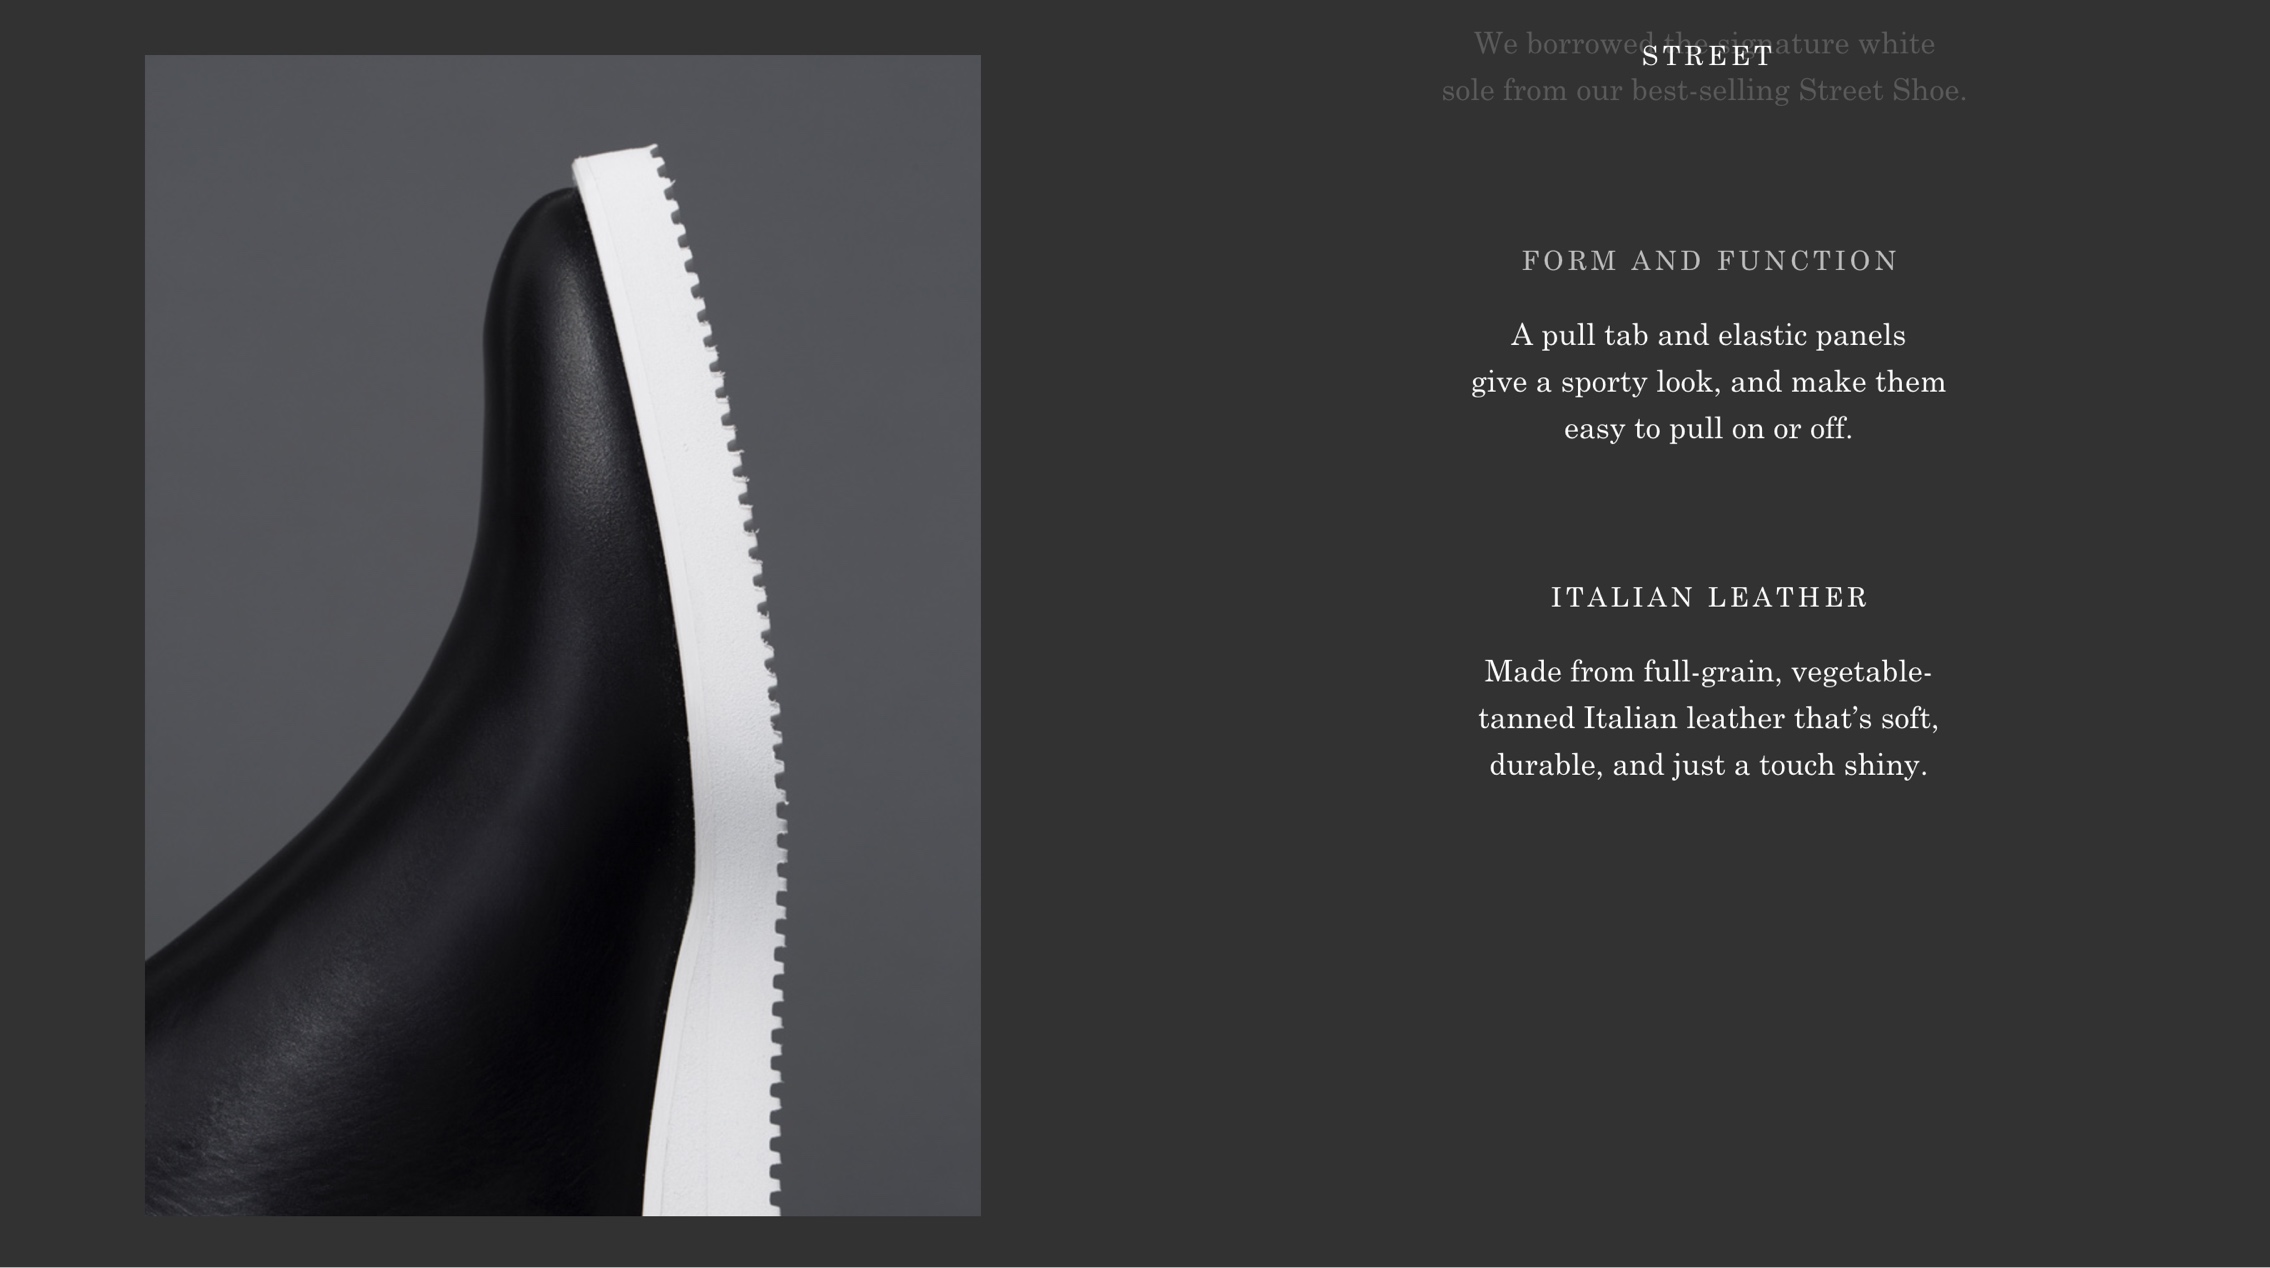 We borrowed the signature white
STREET
sole from our best-selling Street Shoe.
FORM AND FUNCTION
A pull tab and elastic panels
give a sporty look, and make them
easy to pull on or off.
ITALIAN LEATHER
Made from full-grain, vegetable-
tanned Italian leather that’s soft,
durable, and just a touch shiny.